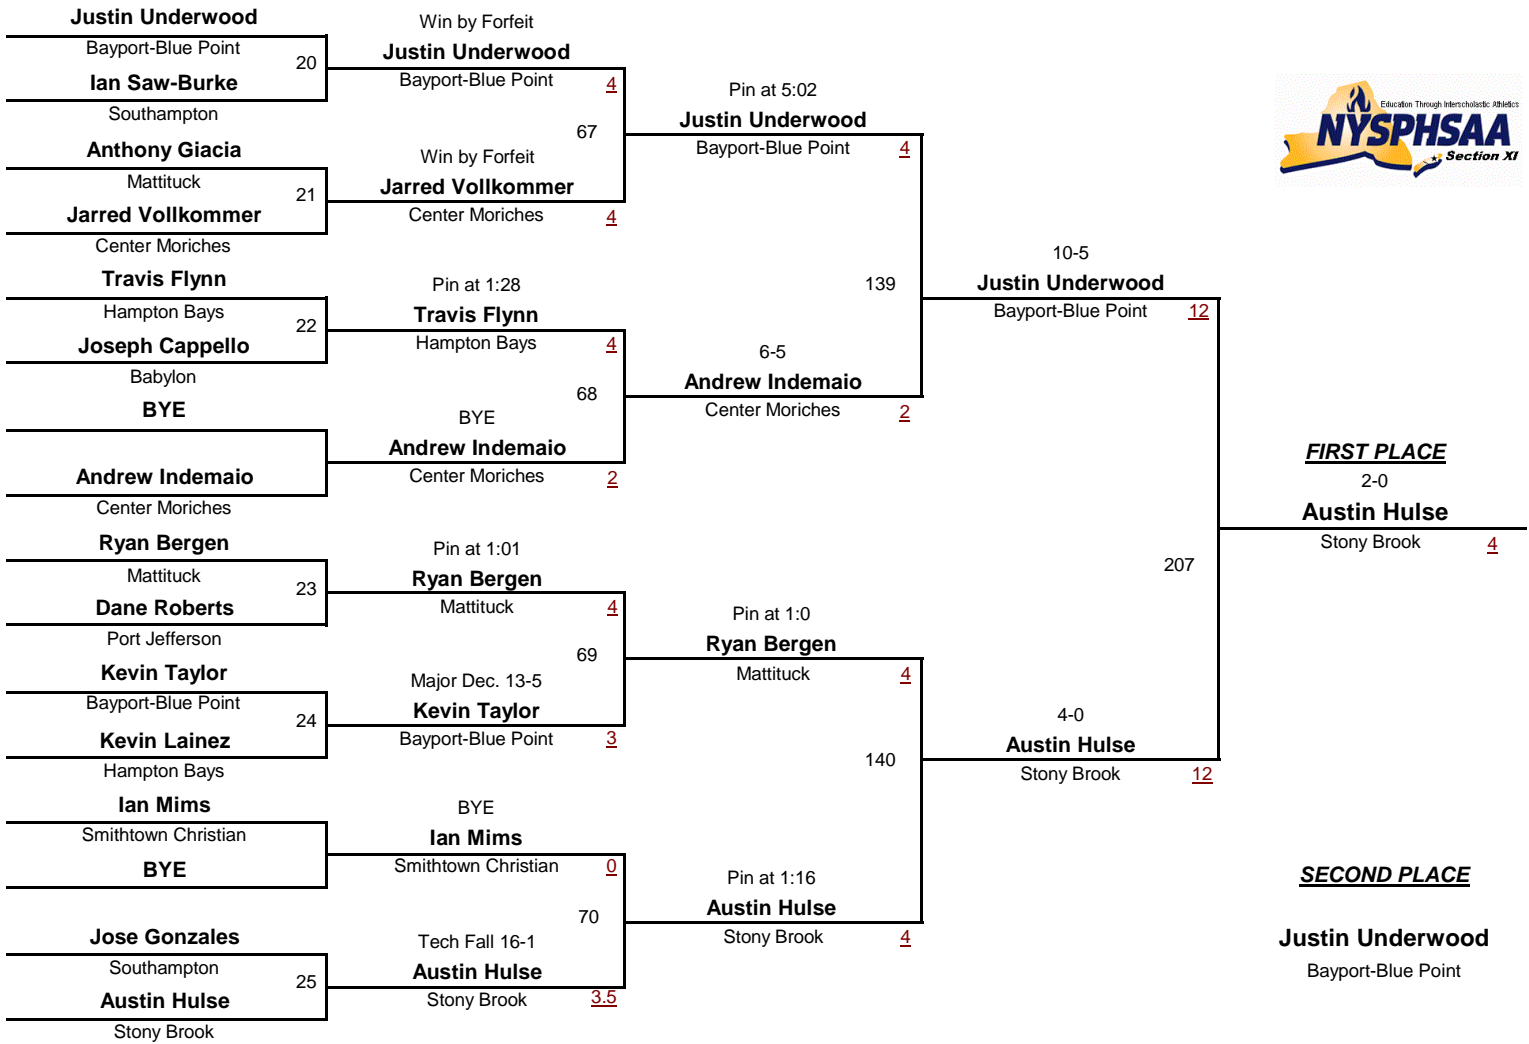 Justin Underwood
Bayport-Blue Point
20
Ian Saw-Burke
Southampton
Anthony Giacia
Mattituck
21
Jarred Vollkommer
Center Moriches
Travis Flynn
Hampton Bays
22
Joseph Cappello
Babylon
BYE
Andrew Indemaio
Center Moriches
Ryan Bergen
Mattituck
23
Dane Roberts
Port Jefferson
Kevin Taylor
Bayport-Blue Point
24
Kevin Lainez
Hampton Bays
Ian Mims
Smithtown Christian
BYE
Jose Gonzales
Southampton
25
Austin Hulse
Stony Brook
Win by Forfeit
Justin Underwood
Bayport-Blue Point 4
67
Win by Forfeit
Jarred Vollkommer
Center Moriches 4
Pin at 1:28
Travis Flynn
Hampton Bays 4
68
BYE
Andrew Indemaio
Center Moriches 2
Pin at 1:01
Ryan Bergen
Mattituck 4
69
Major Dec. 13-5
Kevin Taylor
Bayport-Blue Point 3
BYE
Ian Mims
Smithtown Christian 0
70
Tech Fall 16-1
Austin Hulse
Stony Brook 3.5
Pin at 5:02
Justin Underwood
Bayport-Blue Point 4
139
6-5
Andrew Indemaio
Center Moriches 2
Pin at 1:0
Ryan Bergen
Mattituck 4
140
Pin at 1:16
Austin Hulse
Stony Brook 4
10-5
Justin Underwood
Bayport-Blue Point 12
207
4-0
Austin Hulse
Stony Brook 12
Education Through Interscholastic Athletics
NYSPHSAA
Section XI
FIRST PLACE
2-0
Austin Hulse
Stony Brook 4
SECOND PLACE
Justin Underwood
Bayport-Blue Point